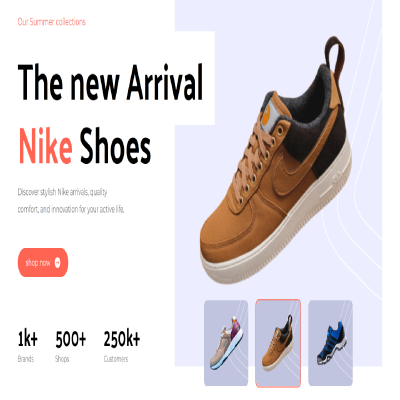 Our Summer collections
The new Arrival
Nike Shoes
Discover stylish Nike arrivals, quality
comfort, and innovation for your active life.
shop now
1k+ 500+ 250k+
Brands Shops Customers